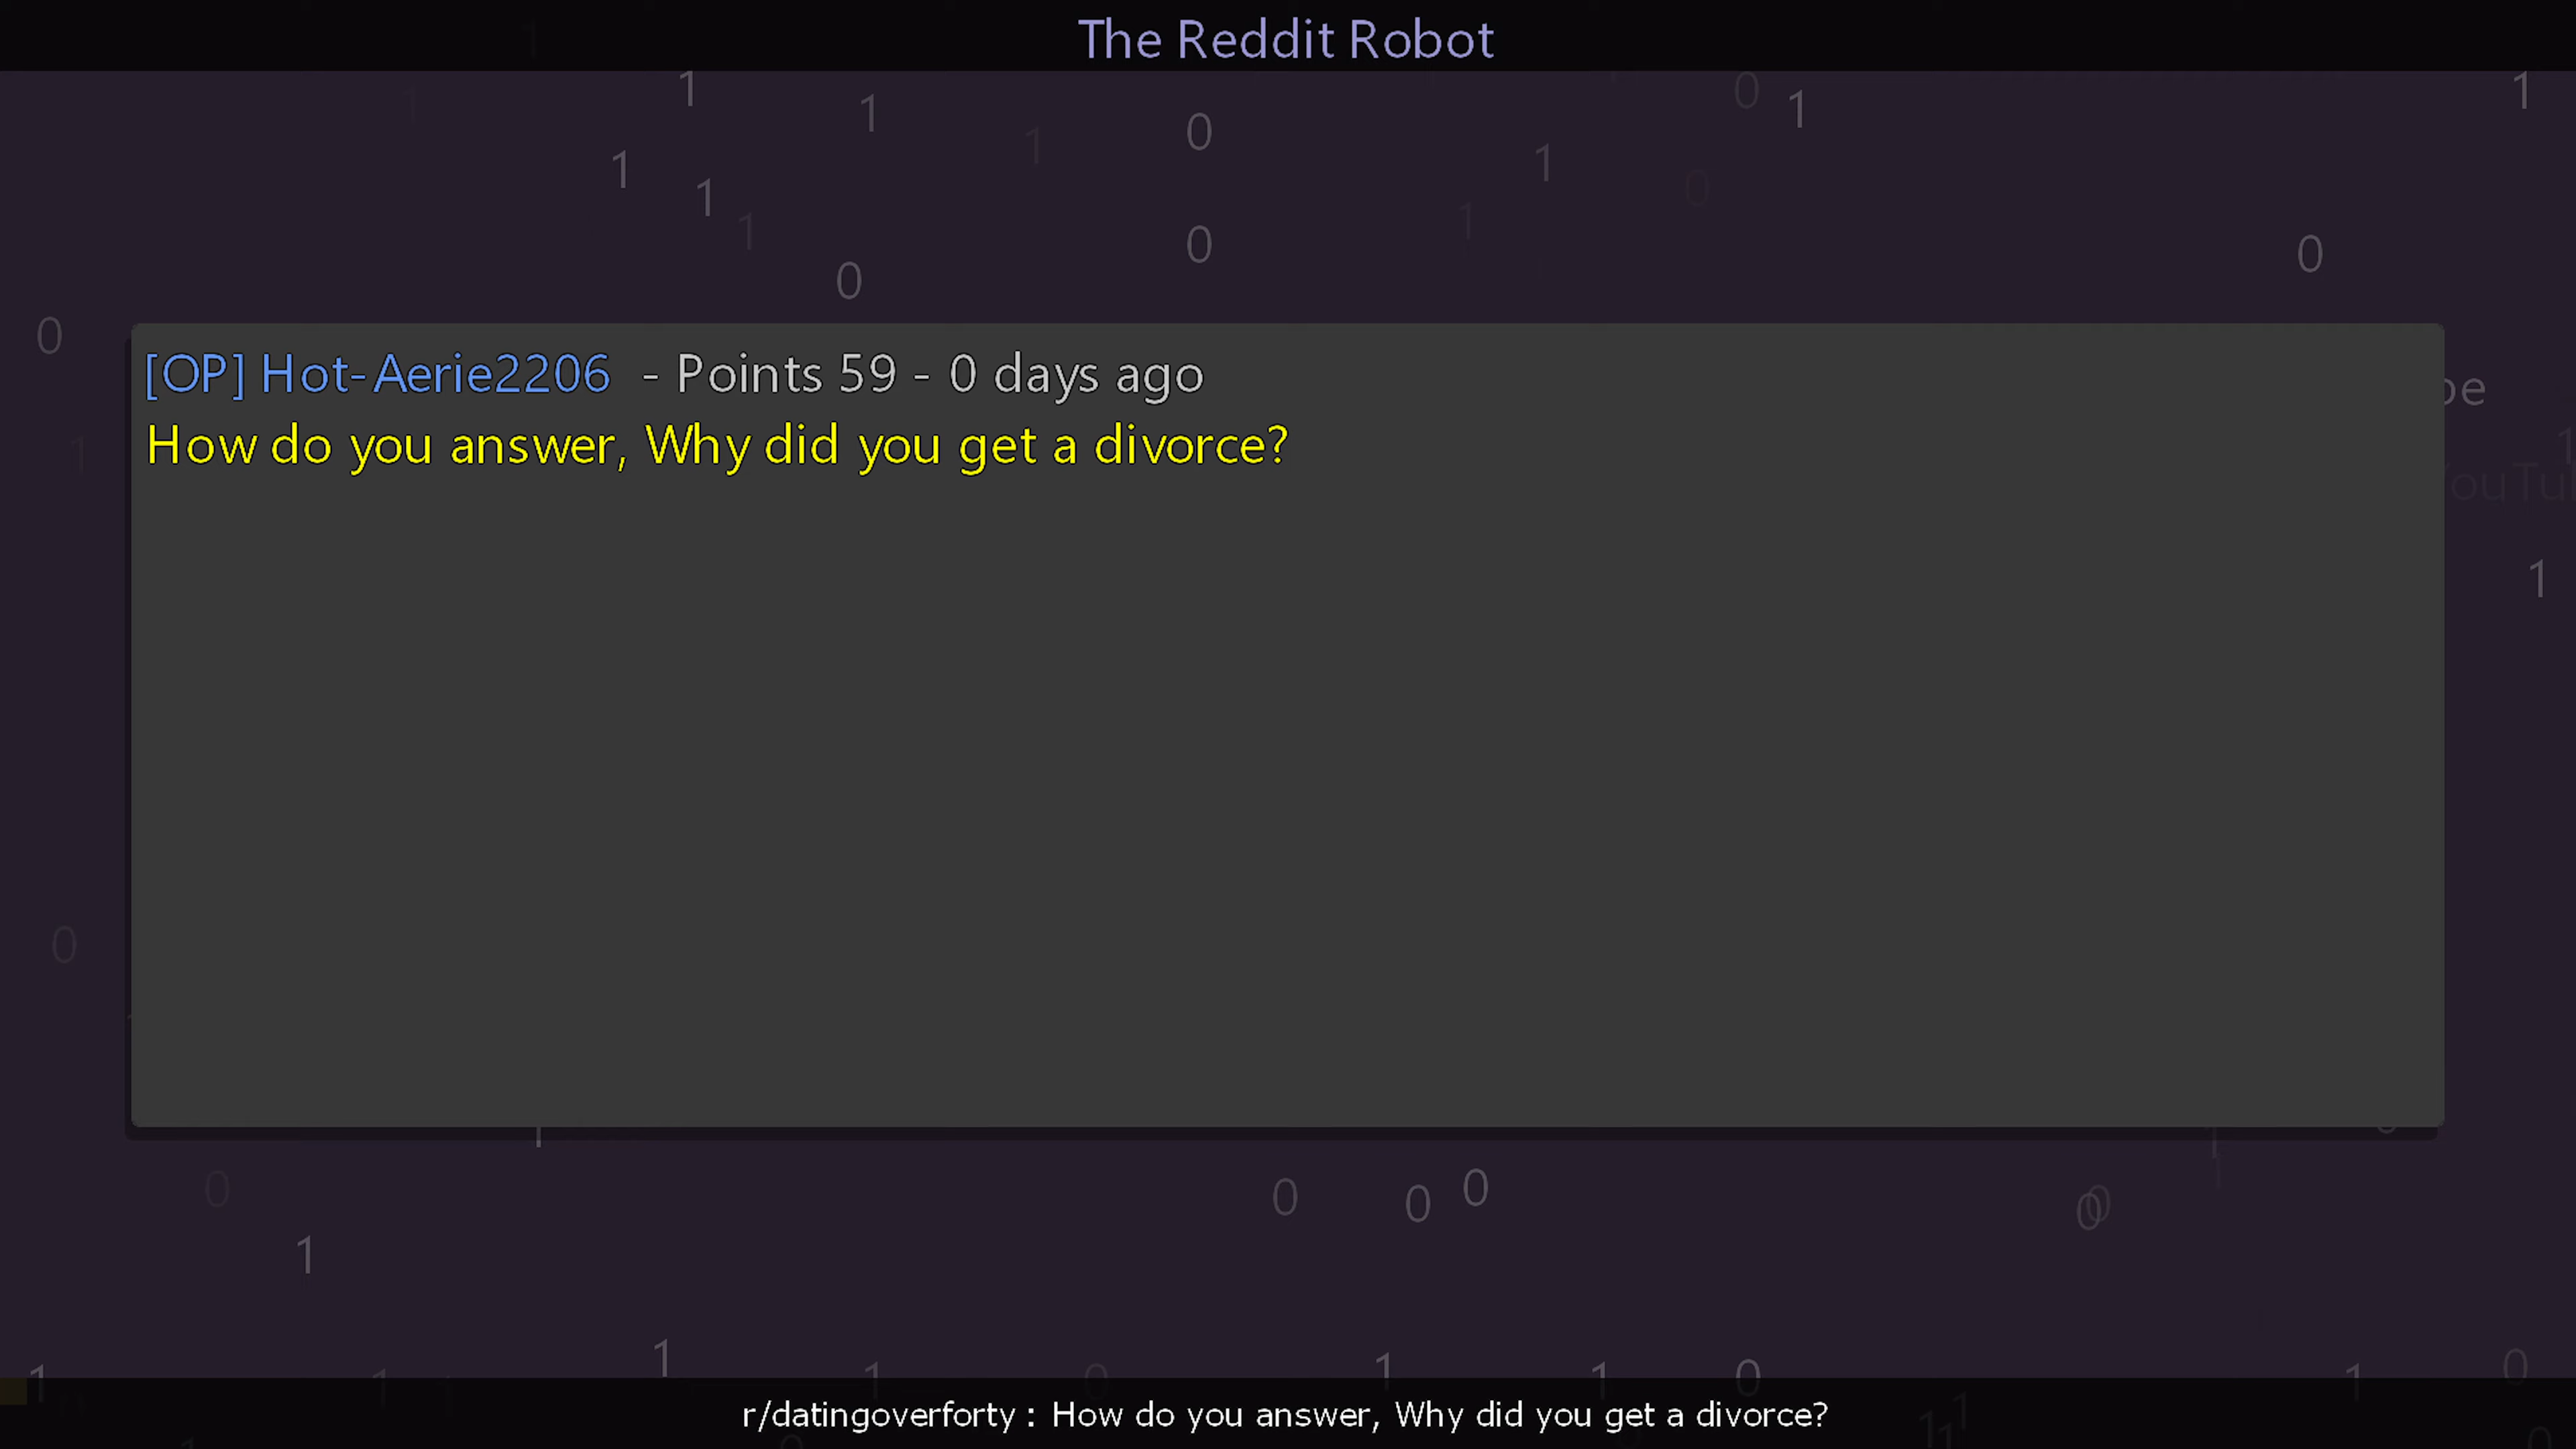 The Reddit Robot
[OP] Hot-Aerie2206 - Points 59 - 0 days ago
How do you answer, Why did you get a divorce?
r/datingoverforty : How do you answer, Why did you get a divorce?